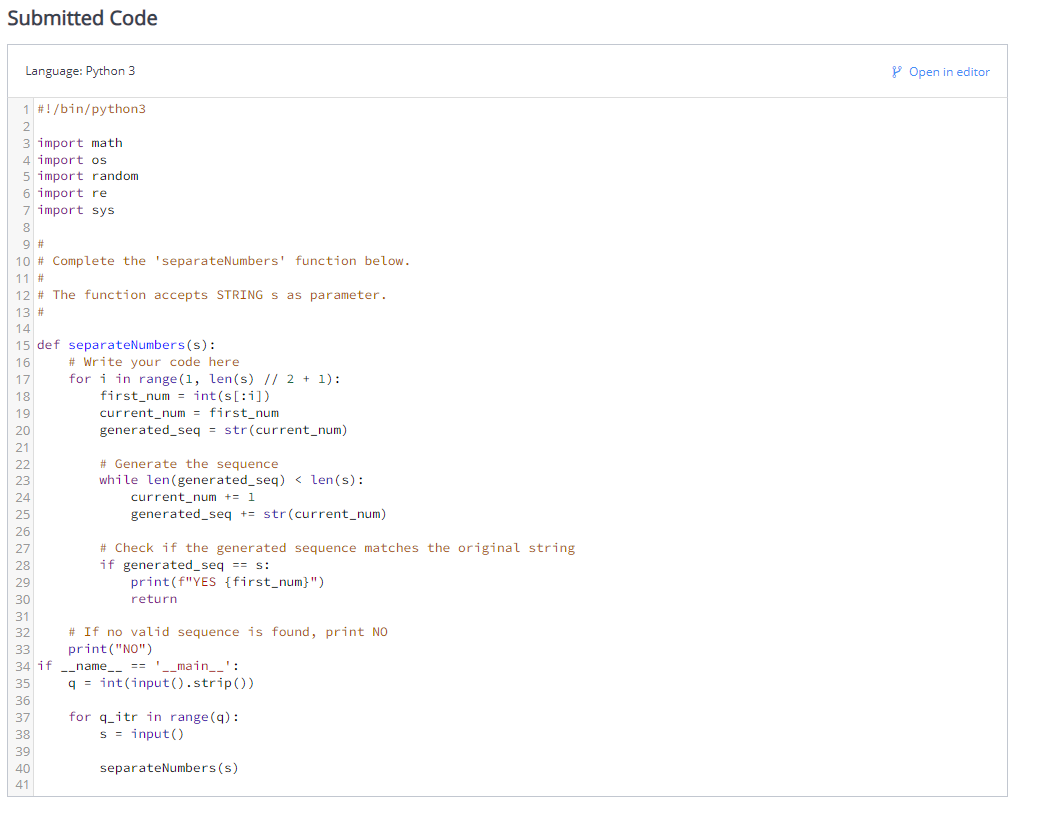 Submitted Code
Language: Python 3
Open in editor
1 #!/bin/python3
2
3 import math
4 import os
5 import random
6 import re
7 import sys
8
9 #
10 # Complete the 'separateNumbers' function below.
11 #
12 # The function accepts STRING s as parameter.
13 #
14
15 def separateNumbers(s):
16     # Write your code here
17     for i in range(1, len(s) // 2 + 1):
18         first_num = int(s[:i])
19         current_num = first_num
20         generated_seq = str(current_num)
21
22         # Generate the sequence
23         while len(generated_seq) < len(s):
24             current_num += 1
25             generated_seq += str(current_num)
26
27         # Check if the generated sequence matches the original string
28         if generated_seq == s:
29             print(f"YES {first_num}")
30             return
31
32     # If no valid sequence is found, print NO
33     print("NO")
34 if __name__ == '__main__':
35     q = int(input().strip())
36
37     for q_itr in range(q):
38         s = input()
39
40         separateNumbers(s)
41